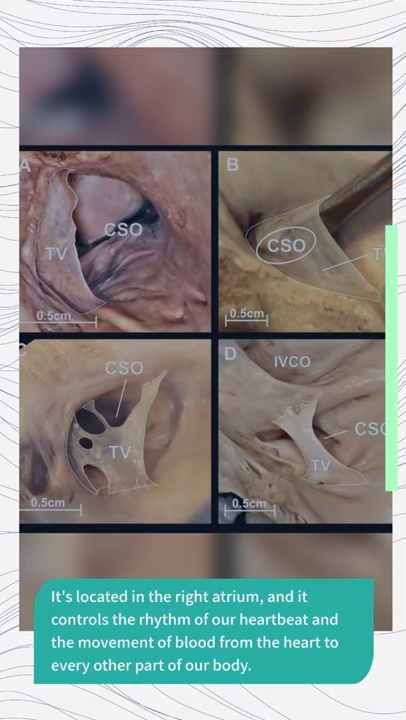 A
CSO
TV
0.5cm
B
CSO
0.5cm
CSO
TV
0.5cm
D
IVCO
TV
0.5cm
It's located in the right atrium, and it
controls the rhythm of our heartbeat and
the movement of blood from the heart to
every other part of our body.